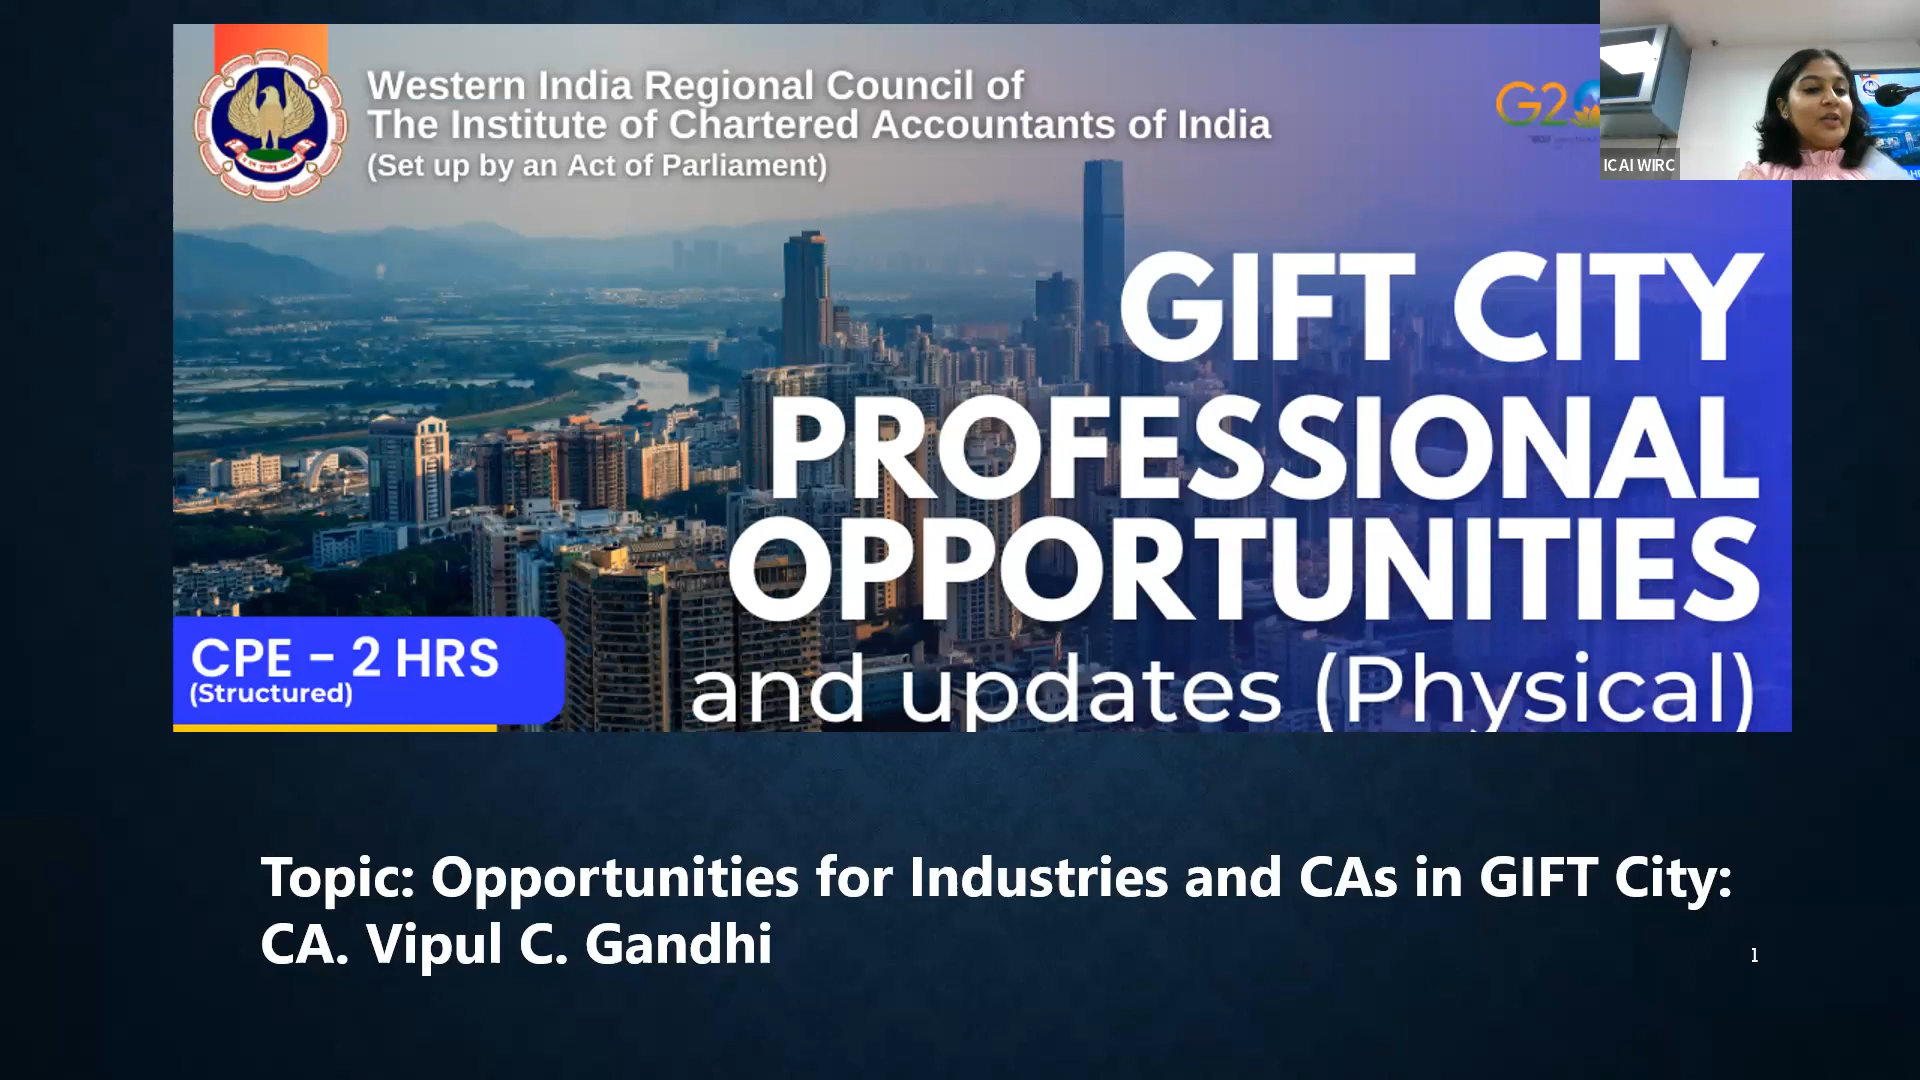 Western India Regional Council of
The Institute of Chartered Accountants of India
(Set up by an Act of Parliament)
G2
ICAI WIRC
GIFT CITY
PROFESSIONAL
OPPORTUNITIES
and updates (Physical)
CPE - 2 HRS
(Structured)
Topic: Opportunities for Industries and CAs in GIFT City:
CA. Vipul C. Gandhi
1